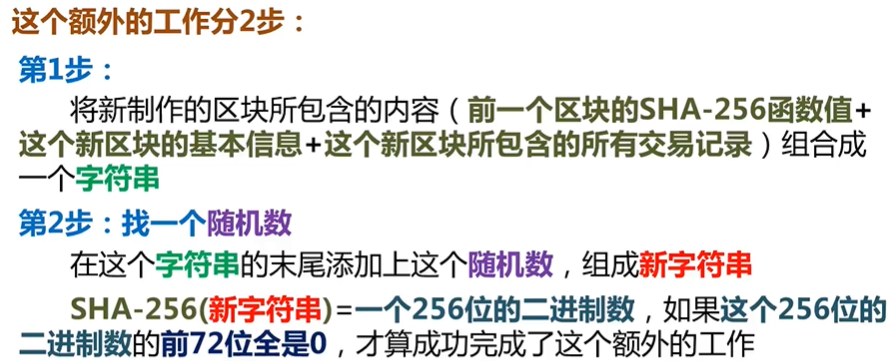 这个额外的工作分2步：
第1步：
将新制作的区块所包含的内容（前一个区块的SHA-256函数值+
这个新区块的基本信息+这个新区块所包含的所有交易记录）组合成
一个字符串
第2步：找一个随机数
在这个字符串的末尾添加上这个随机数，组成新字符串
SHA-256(新字符串)=一个256位的二进制数，如果这个256位的
二进制数的前72位全是0，才算成功完成了这个额外的工作